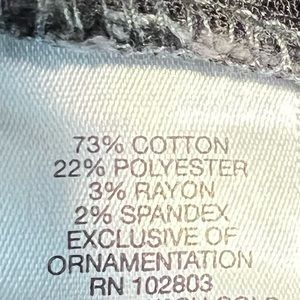 73% COTTON
22% POLYESTER
3% RAYON
2% SPANDEX
EXCLUSIVE OF
ORNAMENTATION
RN 102803